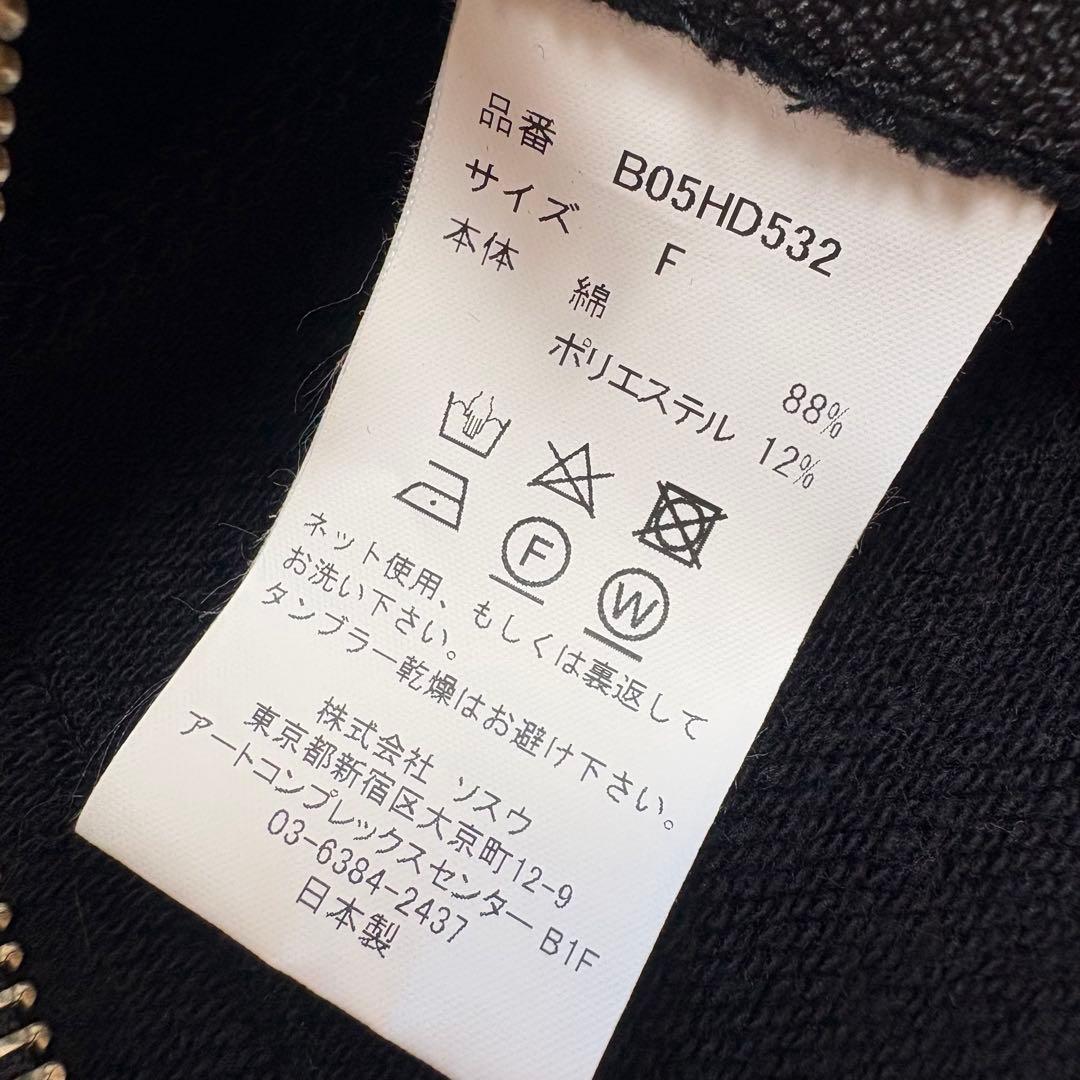 品番 B05HD532
サイズ F
本体 綿 88%
ポリエステル 12%
F
W
ネット使用、もしくは裏返して
お洗い下さい。
タンブラー乾燥はお避け下さい。
株式会社 ソスウ
東京都新宿区大京町12-9
アートコンプレックスセンター B1F
03-6384-2437
日本製